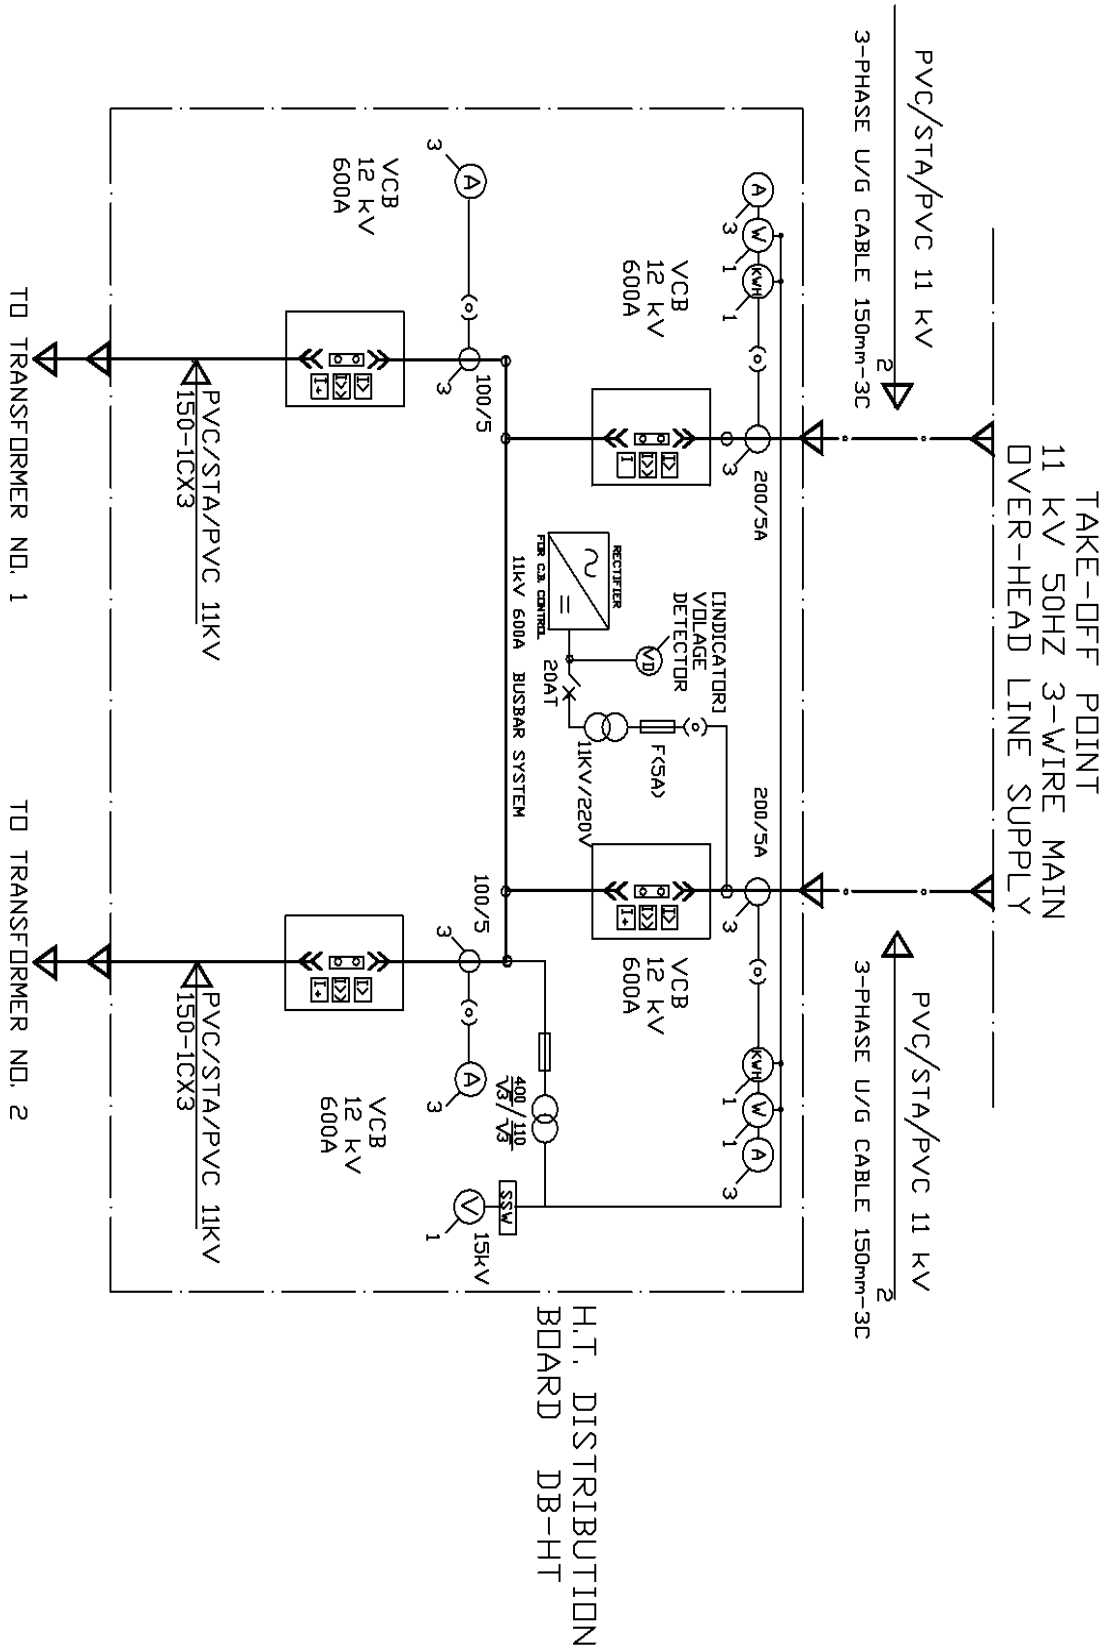 TAKE-OFF POINT
11 kV 50HZ 3-WIRE MAIN
OVER-HEAD LINE SUPPLY
PVC/STA/PVC 11 kV
2
3-PHASE U/G CABLE 150mm-3C
PVC/STA/PVC 11 kV
2
3-PHASE U/G CABLE 150mm-3C
A
W
KWH
3
1
1
200/5A
3
3
VCB
12 kV
600A
I>
I>>
I
200/5A
3
3
KWH
W
A
1
1
3
VCB
12 kV
600A
I>
I>>
I+
[INDICATOR]
VOLAGE
DETECTOR
VD
RECTIFIER
FOR C.B. CONTROL
20AT
F(5A)
11KV/220V
11KV 600A BUSBAR SYSTEM
H.T. DISTRIBUTION
BOARD DB-HT
A
3
100/5
3
VCB
12 kV
600A
I>
I>>
I+
100/5
3
A
3
VCB
12 kV
600A
I>
I>>
I+
400/√3 / 110/√3
SSW
V
15kV
1
PVC/STA/PVC 11KV
150-1CX3
PVC/STA/PVC 11KV
150-1CX3
TO TRANSFORMER NO. 1
TO TRANSFORMER NO. 2